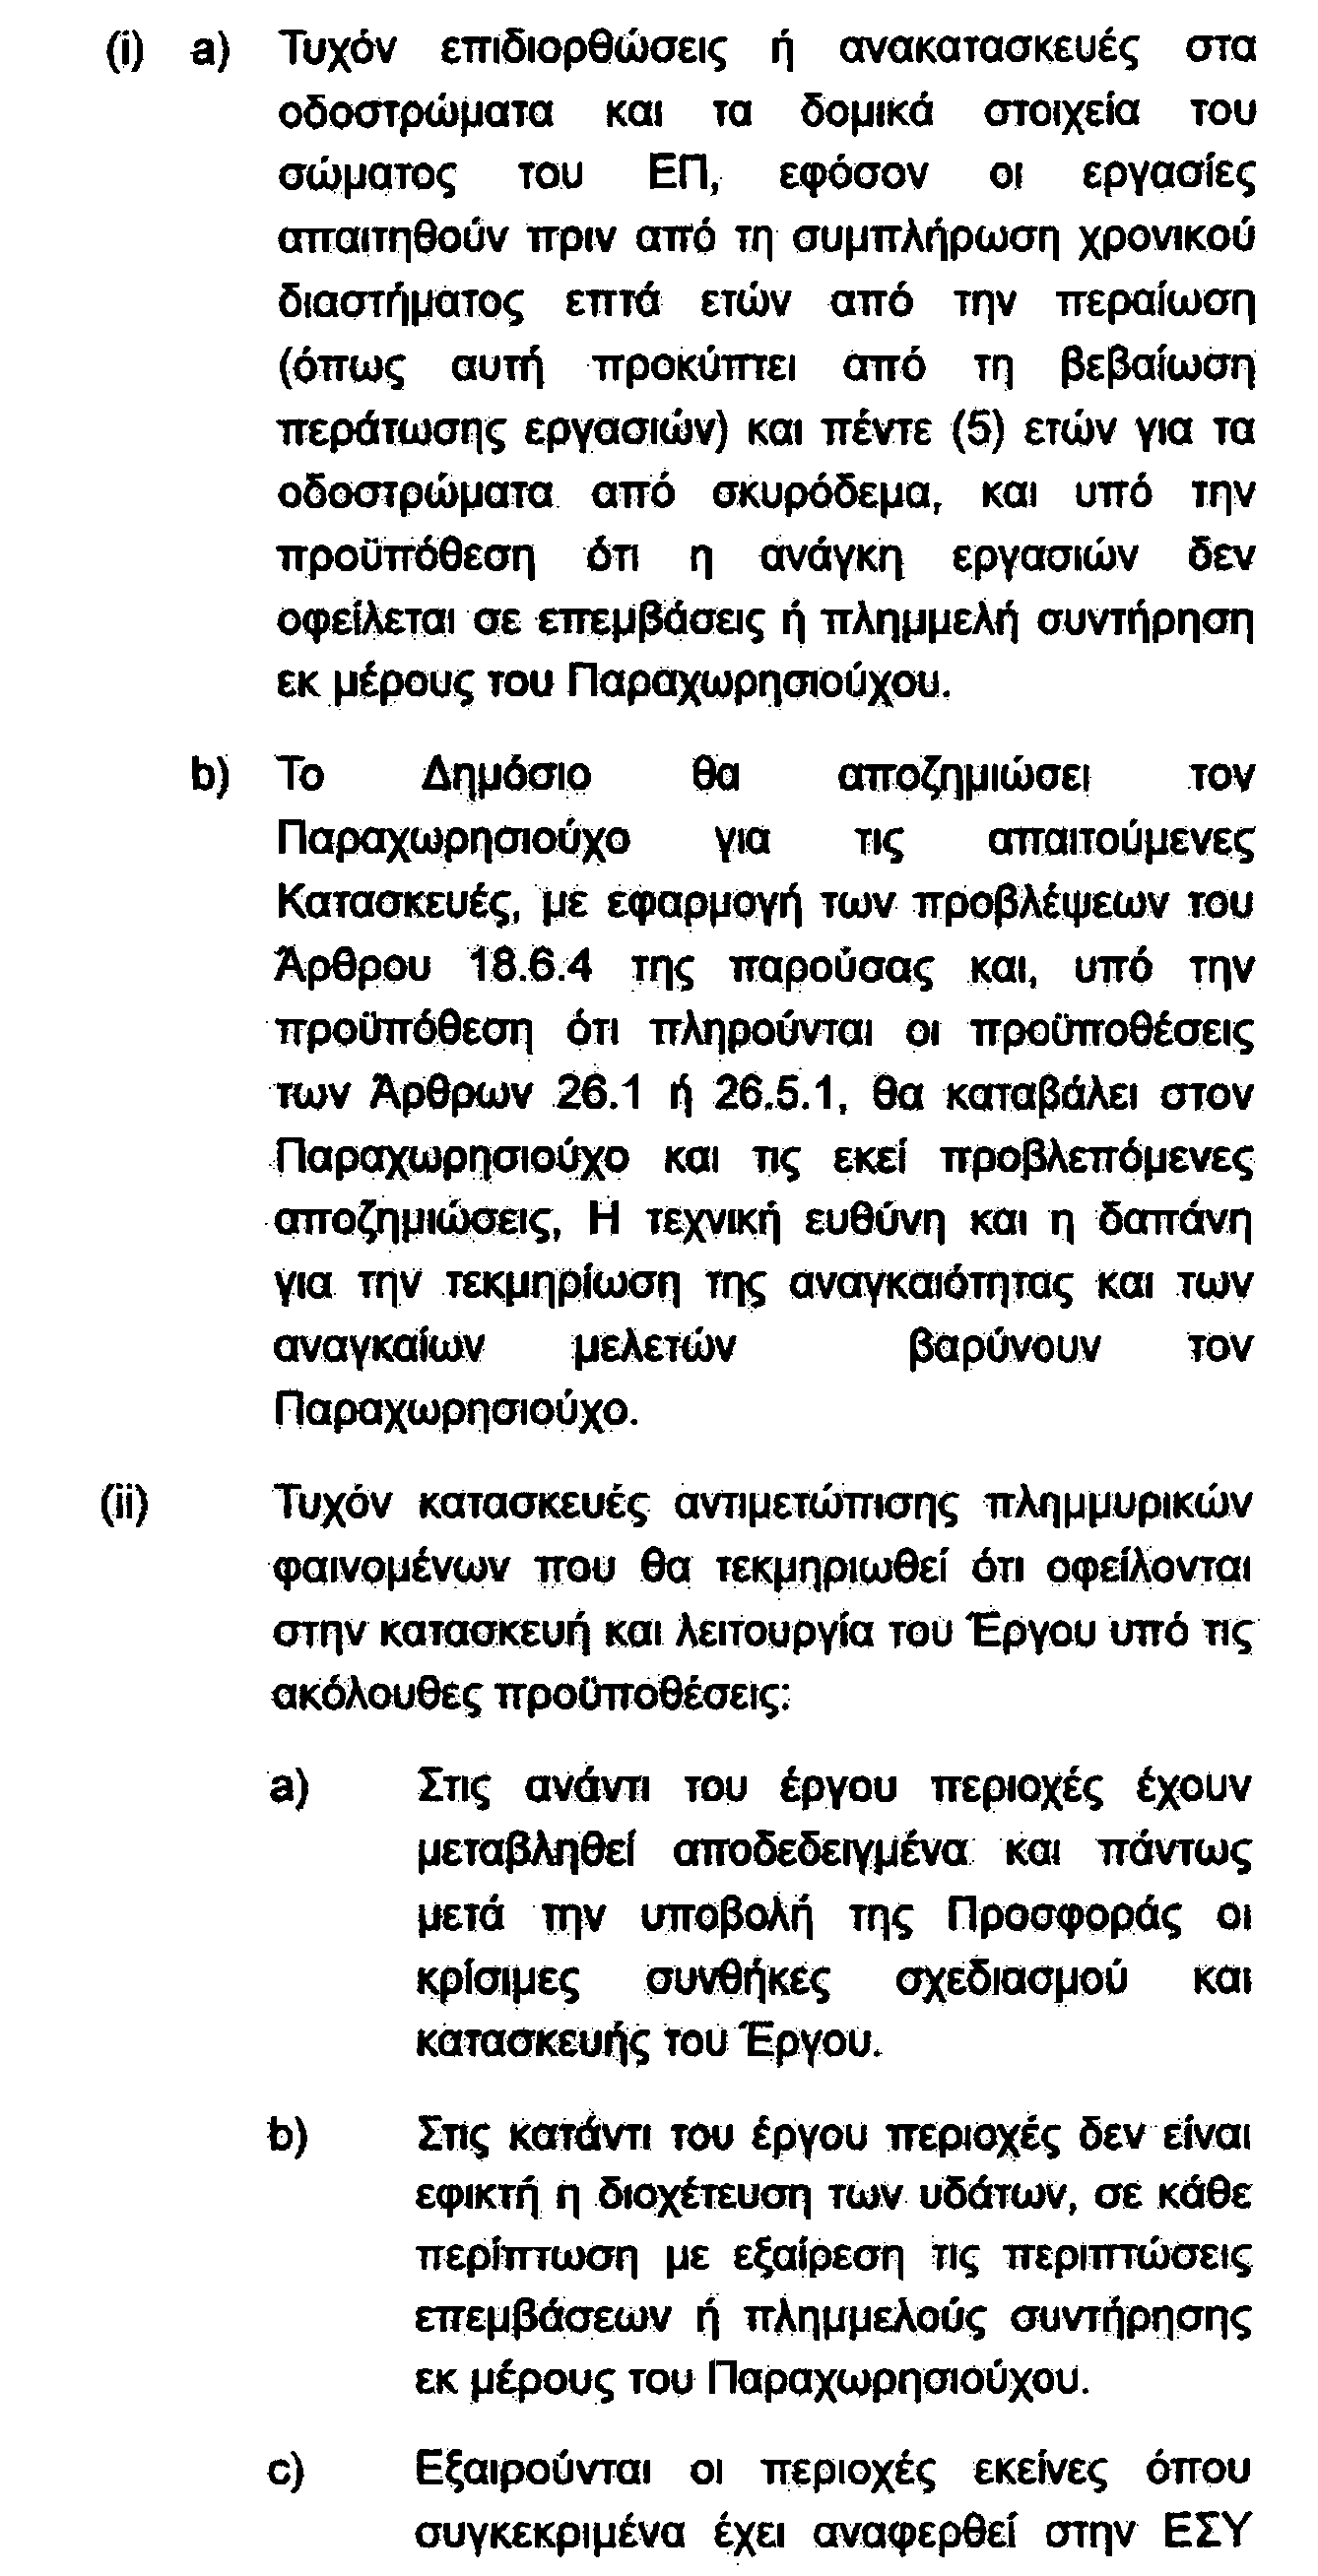 (i) a) Τυχόν επιδιορθώσεις ή ανακατασκευές στα
οδοστρώματα και τα δομικά στοιχεία του
σώματος του ΕΠ, εφόσον οι εργασίες
απαιτηθούν πριν από τη συμπλήρωση χρονικού
διαστήματος επτά ετών από την περαίωση
(όπως αυτή προκύπτει από τη βεβαίωση
περάτωσης εργασιών) και πέντε (5) ετών για τα
οδοστρώματα από σκυρόδεμα, και υπό την
προϋπόθεση ότι η ανάγκη εργασιών δεν
οφείλεται σε επεμβάσεις ή πλημμελή συντήρηση
εκ μέρους του Παραχωρησιούχου.
b) Το Δημόσιο θα αποζημιώσει τον
Παραχωρησιούχο για τις απαιτούμενες
Κατασκευές, με εφαρμογή των προβλέψεων του
Άρθρου 18.6.4 της παρούσας και, υπό την
προϋπόθεση ότι πληρούνται οι προϋποθέσεις
των Άρθρων 26.1 ή 26.5.1, θα καταβάλει στον
Παραχωρησιούχο και τις εκεί προβλεπόμενες
αποζημιώσεις, Η τεχνική ευθύνη και η δαπάνη
για την τεκμηρίωση της αναγκαιότητας και των
αναγκαίων μελετών βαρύνουν τον
Παραχωρησιούχο.
(ii) Τυχόν κατασκευές αντιμετώπισης πλημμυρικών
φαινομένων που θα τεκμηριωθεί ότι οφείλονται
στην κατασκευή και λειτουργία του Έργου υπό τις
ακόλουθες προϋποθέσεις:
a) Στις ανάντι του έργου περιοχές έχουν
μεταβληθεί αποδεδειγμένα και πάντως
μετά την υποβολή της Προσφοράς οι
κρίσιμες συνθήκες σχεδιασμού και
κατασκευής του Έργου.
b) Στις κατάντι του έργου περιοχές δεν είναι
εφικτή η διοχέτευση των υδάτων, σε κάθε
περίπτωση με εξαίρεση τις περιπτώσεις
επεμβάσεων ή πλημμελούς συντήρησης
εκ μέρους του Παραχωρησιούχου.
c) Εξαιρούνται οι περιοχές εκείνες όπου
συγκεκριμένα έχει αναφερθεί στην ΕΣΥ